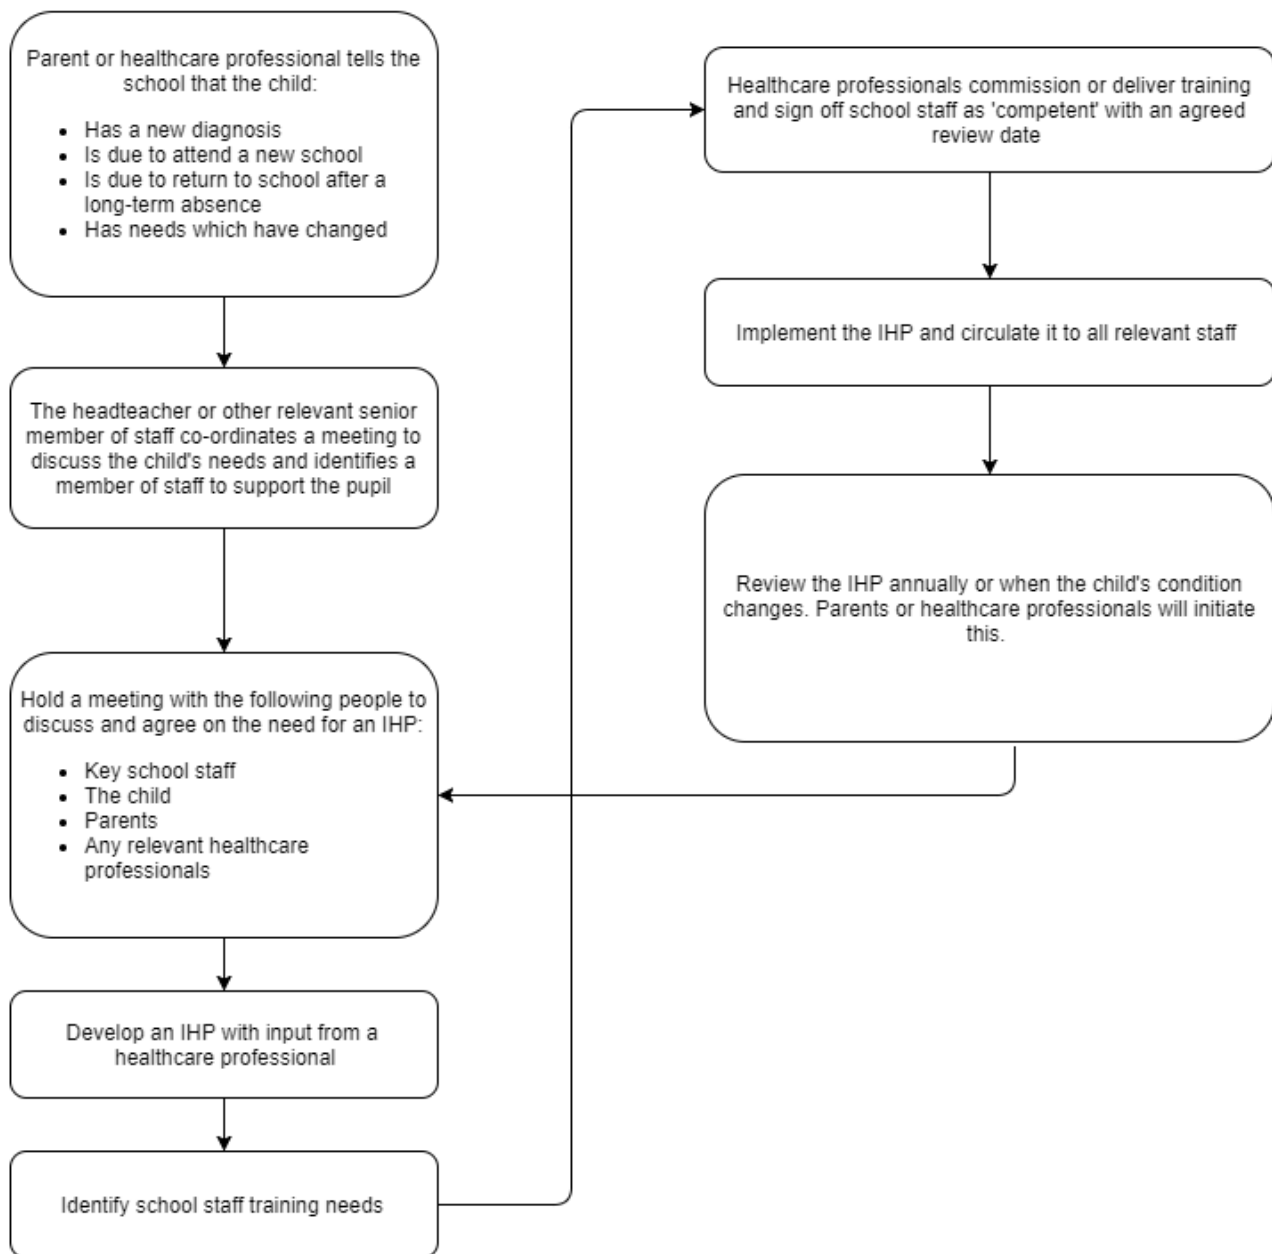 Parent or healthcare professional tells the
school that the child:
• Has a new diagnosis
• Is due to attend a new school
• Is due to return to school after a
long-term absence
• Has needs which have changed
The headteacher or other relevant senior
member of staff co-ordinates a meeting to
discuss the child's needs and identifies a
member of staff to support the pupil
Hold a meeting with the following people to
discuss and agree on the need for an IHP:
• Key school staff
• The child
• Parents
• Any relevant healthcare
professionals
Develop an IHP with input from a
healthcare professional
Identify school staff training needs
Healthcare professionals commission or deliver training
and sign off school staff as 'competent' with an agreed
review date
Implement the IHP and circulate it to all relevant staff
Review the IHP annually or when the child's condition
changes. Parents or healthcare professionals will initiate
this.